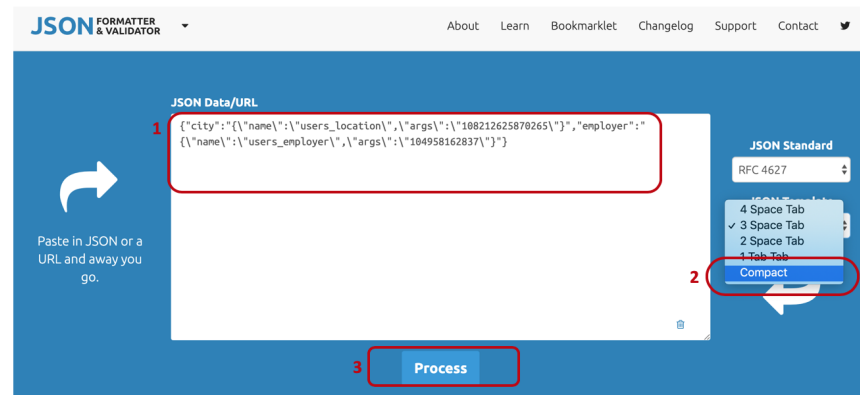 JSON FORMATTER & VALIDATOR
About Learn Bookmarklet Changelog Support Contact
JSON Data/URL
1
{"city":"{\"name\":\"users_location\",\"args\":\"108212625870265\"}","employer":"
{\"name\":\"users_employer\",\"args\":\"104958162837\"}"}
JSON Standard
RFC 4627
JSON Template
4 Space Tab
✓ 3 Space Tab
2 Space Tab
1 Tab Tab
2
Compact
Paste in JSON or a
URL and away you
go.
3
Process